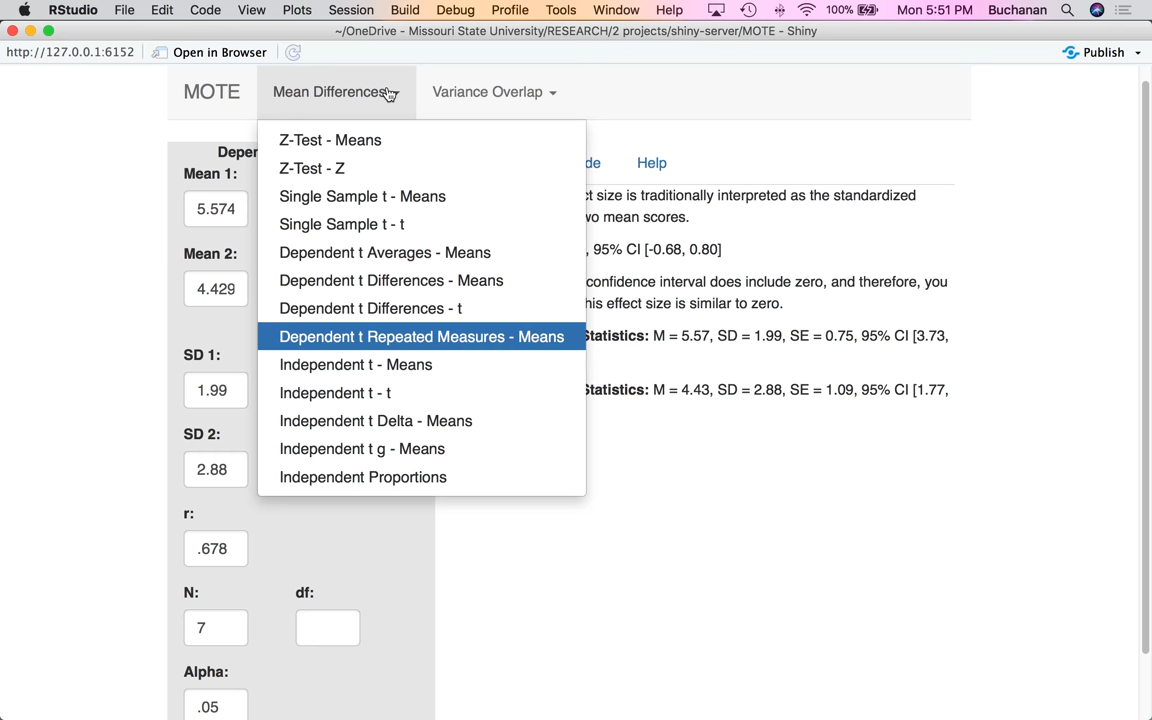 RStudio File Edit Code View Plots Session Build Debug Profile Tools Window Help 100% Mon 5:51 PM Buchanan
~/OneDrive - Missouri State University/RESEARCH/2 projects/shiny-server/MOTE - Shiny
http://127.0.0.1:6152 Open in Browser Publish
MOTE Mean Differences Variance Overlap
Z-Test - Means
Z-Test - Z
Single Sample t - Means
Single Sample t - t
Dependent t Averages - Means
Dependent t Differences - Means
Dependent t Differences - t
Dependent t Repeated Measures - Means
Independent t - Means
Independent t - t
Independent t Delta - Means
Independent t g - Means
Independent Proportions
Mean 1:
5.574
Mean 2:
4.429
SD 1:
1.99
SD 2:
2.88
r:
.678
N: df:
7
Alpha:
.05
Help
size is traditionally interpreted as the standardized
mean scores.
, 95% CI [-0.68, 0.80]
confidence interval does include zero, and therefore, you
this effect size is similar to zero.
Statistics: M = 5.57, SD = 1.99, SE = 0.75, 95% CI [3.73,
Statistics: M = 4.43, SD = 2.88, SE = 1.09, 95% CI [1.77,